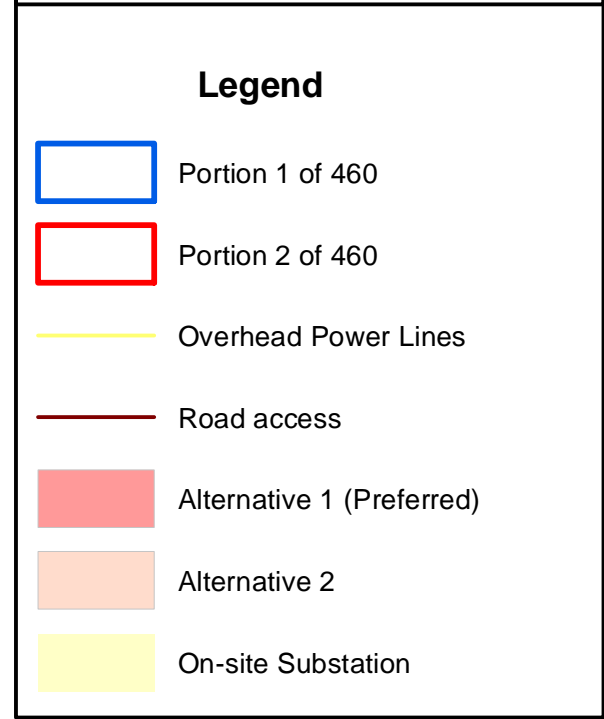 Legend
Portion 1 of 460
Portion 2 of 460
Overhead Power Lines
Road access
Alternative 1 (Preferred)
Alternative 2
On-site Substation